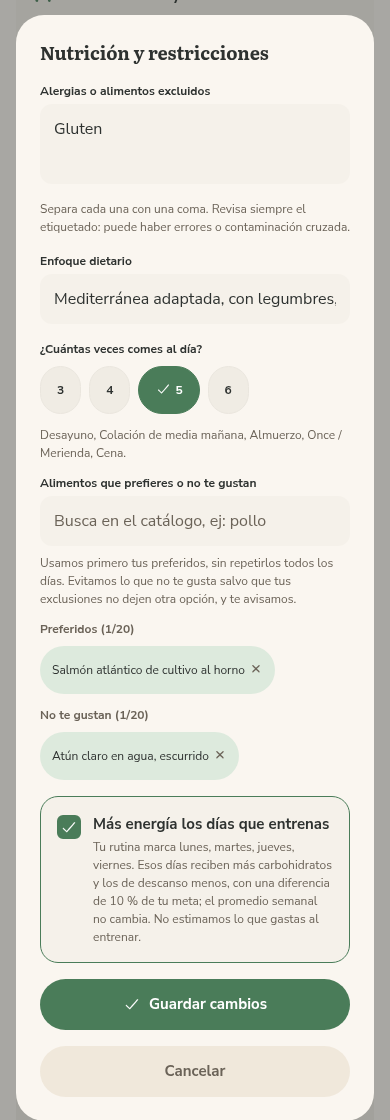 Nutrición y restricciones
Alergias o alimentos excluidos
Gluten
Separa cada una con una coma. Revisa siempre el
etiquetado: puede haber errores o contaminación cruzada.
Enfoque dietario
Mediterránea adaptada, con legumbres,
¿Cuántas veces comes al día?
3 4 5 6
Desayuno, Colación de media mañana, Almuerzo, Once /
Merienda, Cena.
Alimentos que prefieres o no te gustan
Busca en el catálogo, ej: pollo
Usamos primero tus preferidos, sin repetirlos todos los
días. Evitamos lo que no te gusta salvo que tus
exclusiones no dejen otra opción, y te avisamos.
Preferidos (1/20)
Salmón atlántico de cultivo al horno ×
No te gustan (1/20)
Atún claro en agua, escurrido ×
Más energía los días que entrenas
Tu rutina marca lunes, martes, jueves,
viernes. Esos días reciben más carbohidratos
y los de descanso menos, con una diferencia
de 10 % de tu meta; el promedio semanal
no cambia. No estimamos lo que gastas al
entrenar.
Guardar cambios
Cancelar